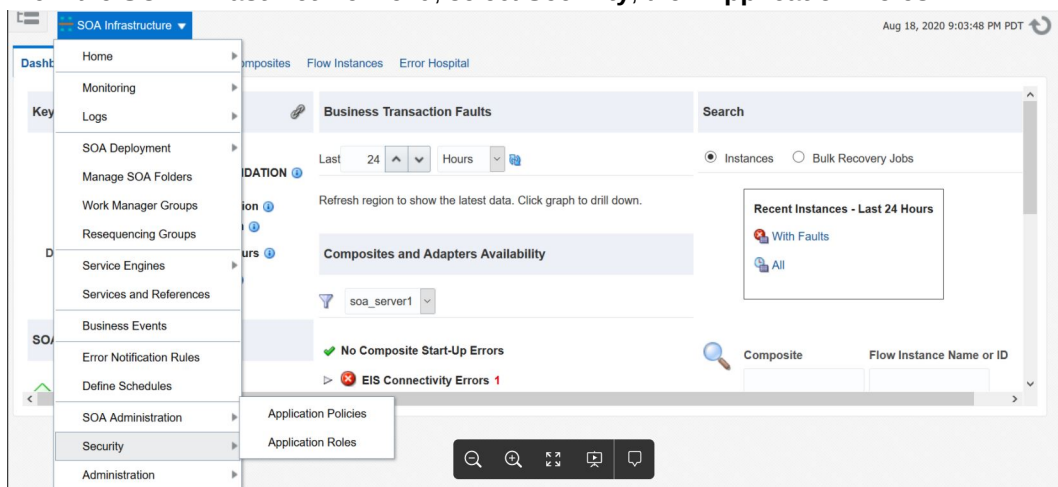 SOA Infrastructure
Aug 18, 2020 9:03:48 PM PDT
Home
Monitoring
Logs
SOA Deployment
Manage SOA Folders
Work Manager Groups
Resequencing Groups
Service Engines
Services and References
Business Events
Error Notification Rules
Define Schedules
SOA Administration
Security
Administration
Application Policies
Application Roles
Flow Instances Error Hospital
Key
Business Transaction Faults
Last 24 Hours
Refresh region to show the latest data. Click graph to drill down.
Composites and Adapters Availability
soa_server1
No Composite Start-Up Errors
EIS Connectivity Errors 1
Search
Instances Bulk Recovery Jobs
Recent Instances - Last 24 Hours
With Faults
All
Composite Flow Instance Name or ID